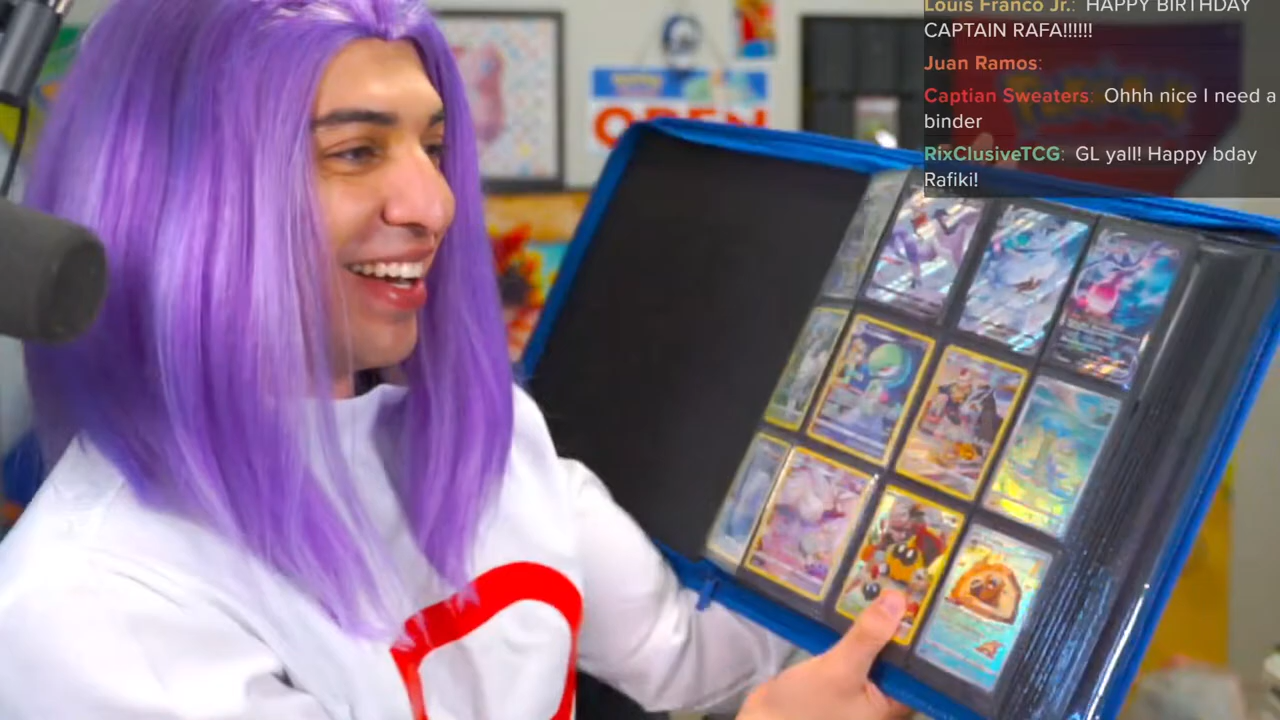 Louis Franco Jr.: HAPPY BIRTHDAY
CAPTAIN RAFA!!!!!!
Juan Ramos:
Captian Sweaters: Ohhh nice I need a
binder
RixClusiveTCG: GL yall! Happy bday
Rafiki!
OPEN
Pokémon